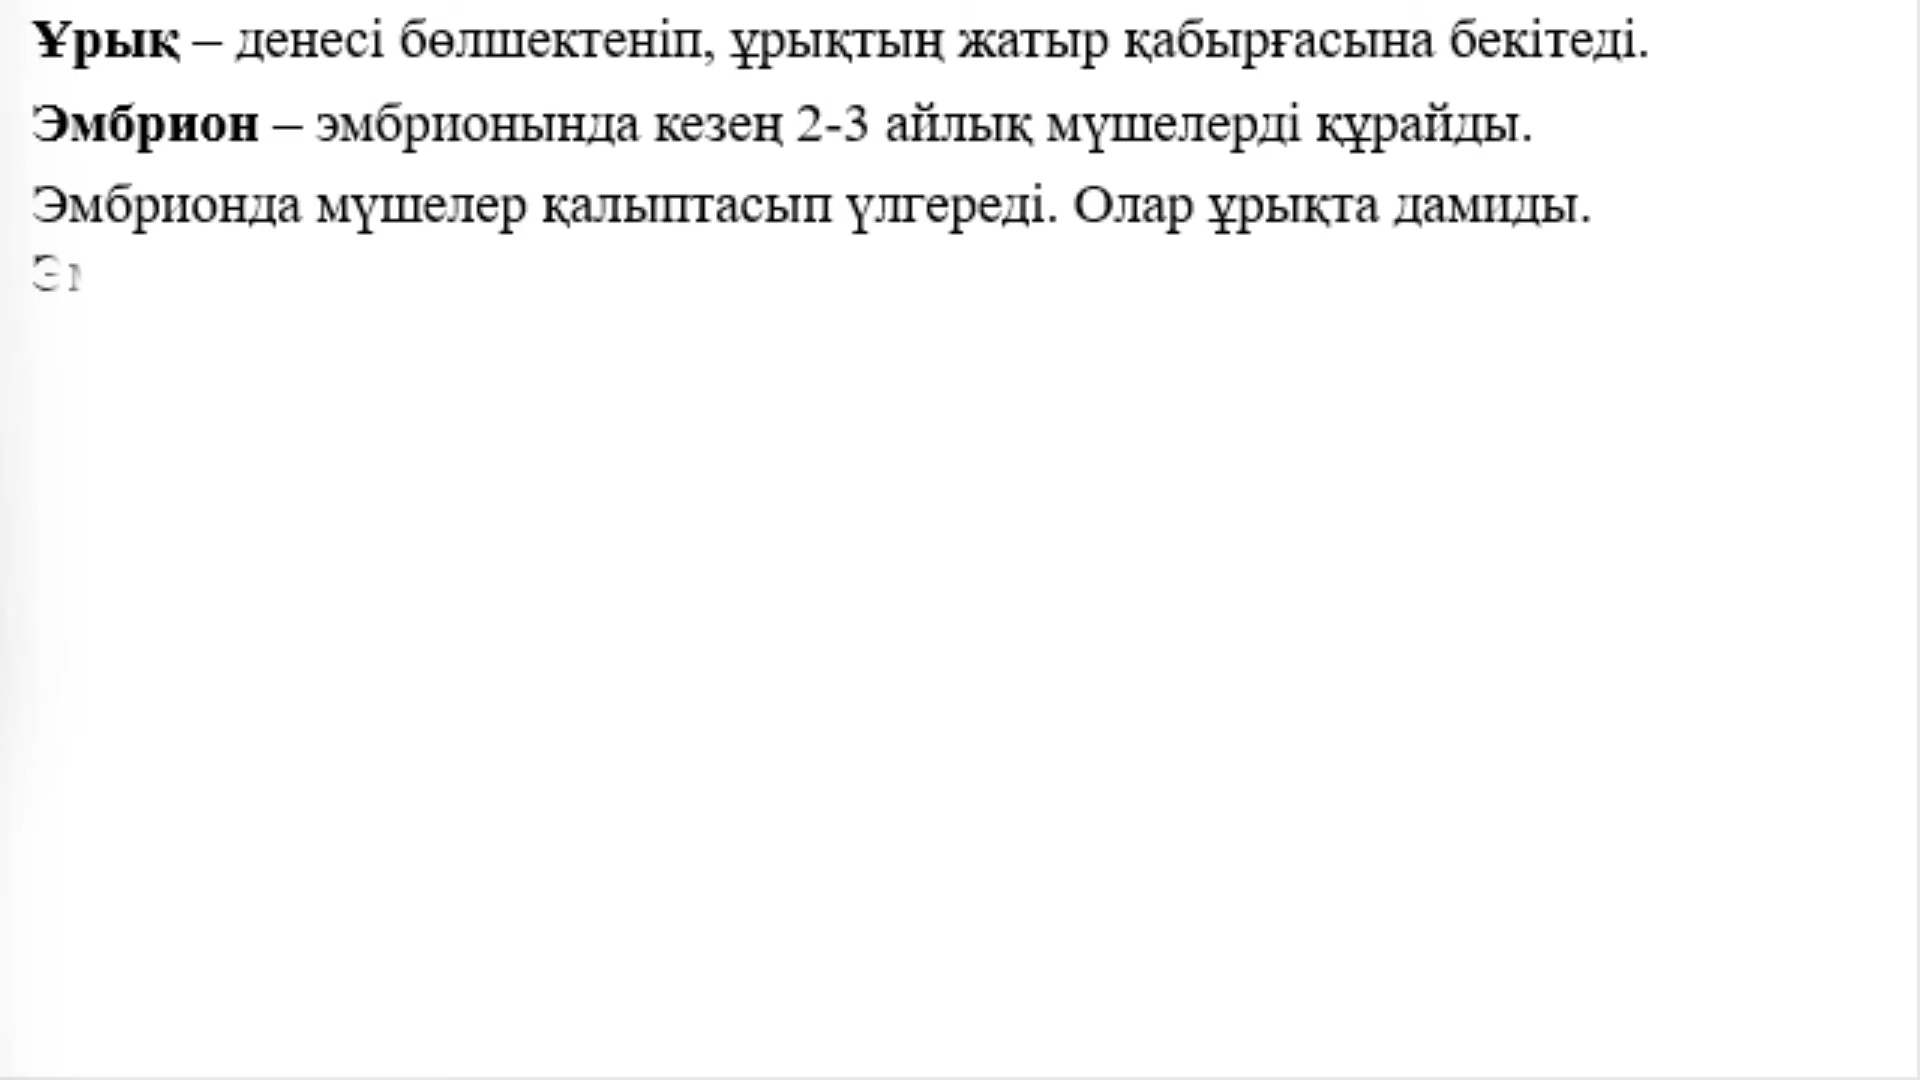 Ұрық – денесі бөлшектеніп, ұрықтың жатыр қабырғасына бекітеді.
Эмбрион – эмбрионында кезең 2-3 айлық мүшелерді құрайды.
Эмбрионда мүшелер қалыптасып үлгереді. Олар ұрықта дамиды.